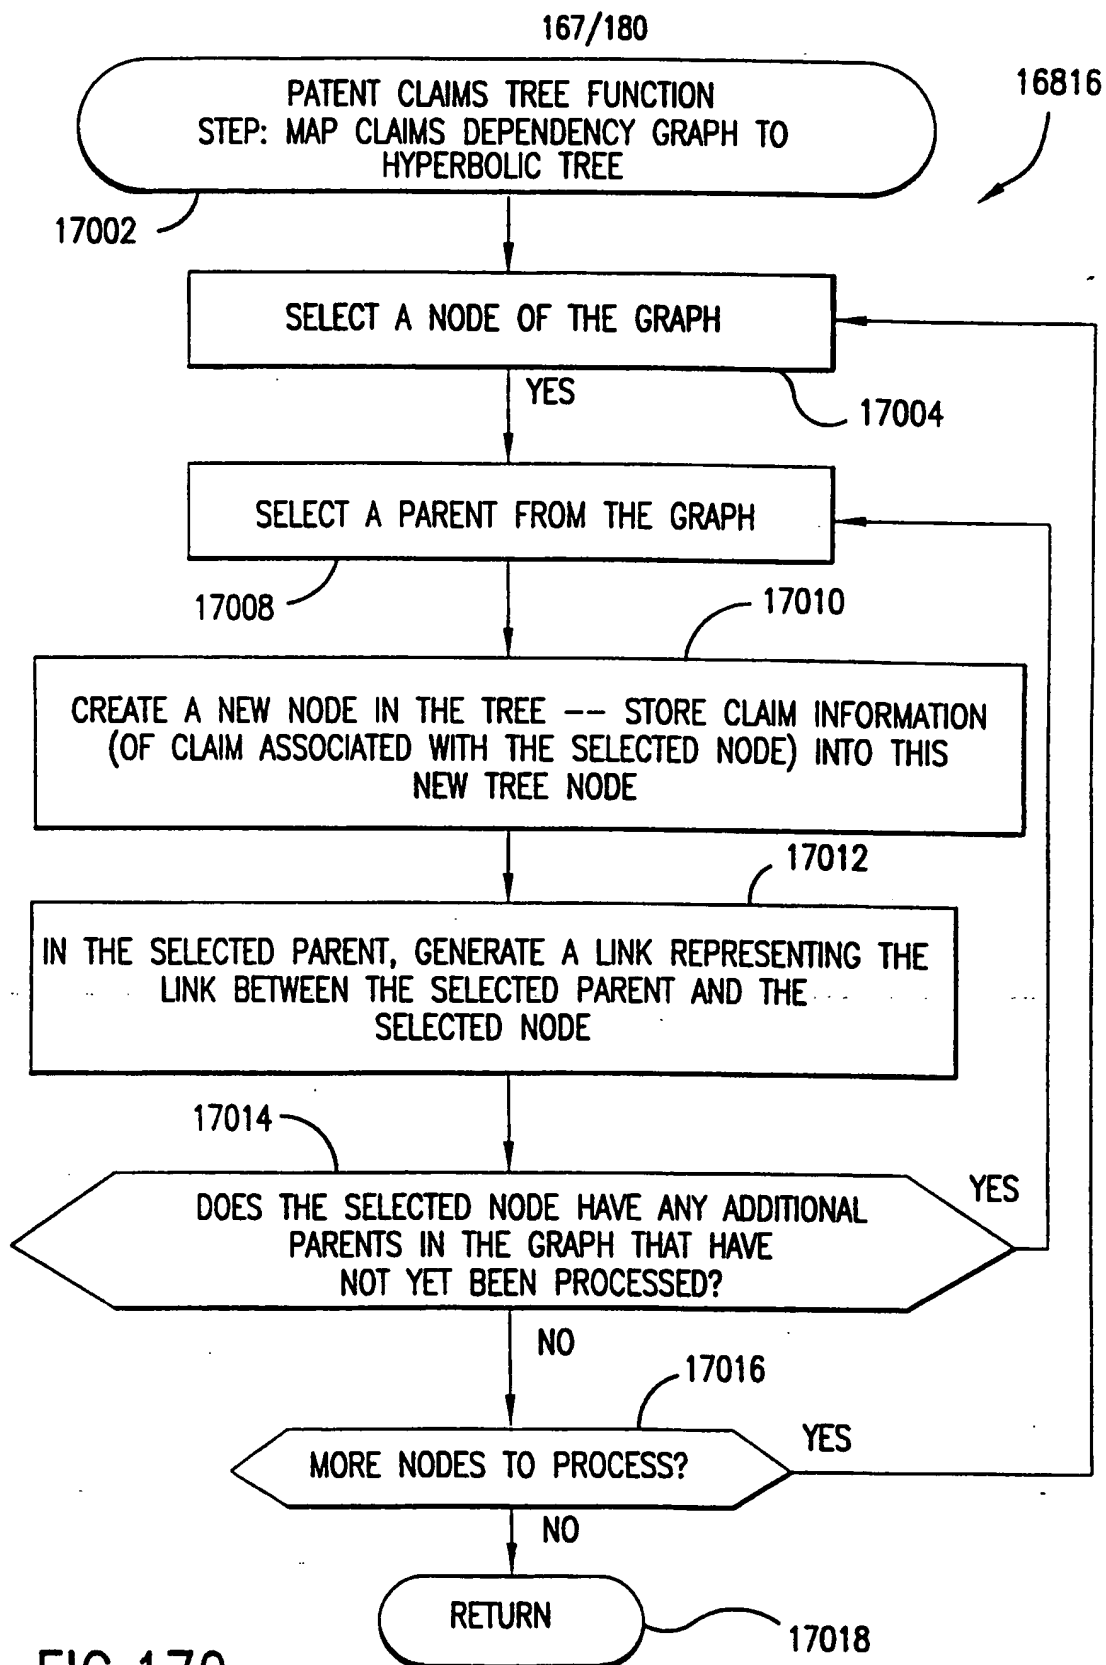 167/180
PATENT CLAIMS TREE FUNCTION
STEP: MAP CLAIMS DEPENDENCY GRAPH TO
HYPERBOLIC TREE
16816
17002
SELECT A NODE OF THE GRAPH
YES
17004
SELECT A PARENT FROM THE GRAPH
17008
17010
CREATE A NEW NODE IN THE TREE -- STORE CLAIM INFORMATION
(OF CLAIM ASSOCIATED WITH THE SELECTED NODE) INTO THIS
NEW TREE NODE
17012
IN THE SELECTED PARENT, GENERATE A LINK REPRESENTING THE
LINK BETWEEN THE SELECTED PARENT AND THE
SELECTED NODE
17014
DOES THE SELECTED NODE HAVE ANY ADDITIONAL
PARENTS IN THE GRAPH THAT HAVE
NOT YET BEEN PROCESSED?
YES
NO
17016
MORE NODES TO PROCESS?
YES
NO
RETURN
17018